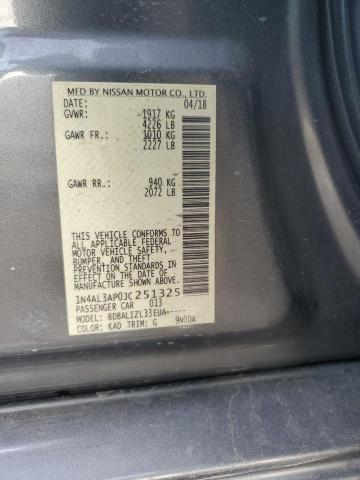 MFD BY NISSAN MOTOR CO., LTD.
DATE: 04/18
GVWR: 1917 KG
4226 LB
GAWR FR: 1010 KG
2227 LB
GAWR RR: 940 KG
2072 LB
THIS VEHICLE CONFORMS TO
ALL APPLICABLE FEDERAL
MOTOR VEHICLE SAFETY,
BUMPER, AND THEFT
PREVENTION STANDARDS IN
EFFECT ON THE DATE OF
MANUFACTURE SHOWN ABOVE.
1N4AL3AP0JC251325
PASSENGER CAR 013
MODEL:
COLOR: KAD TRIM: G